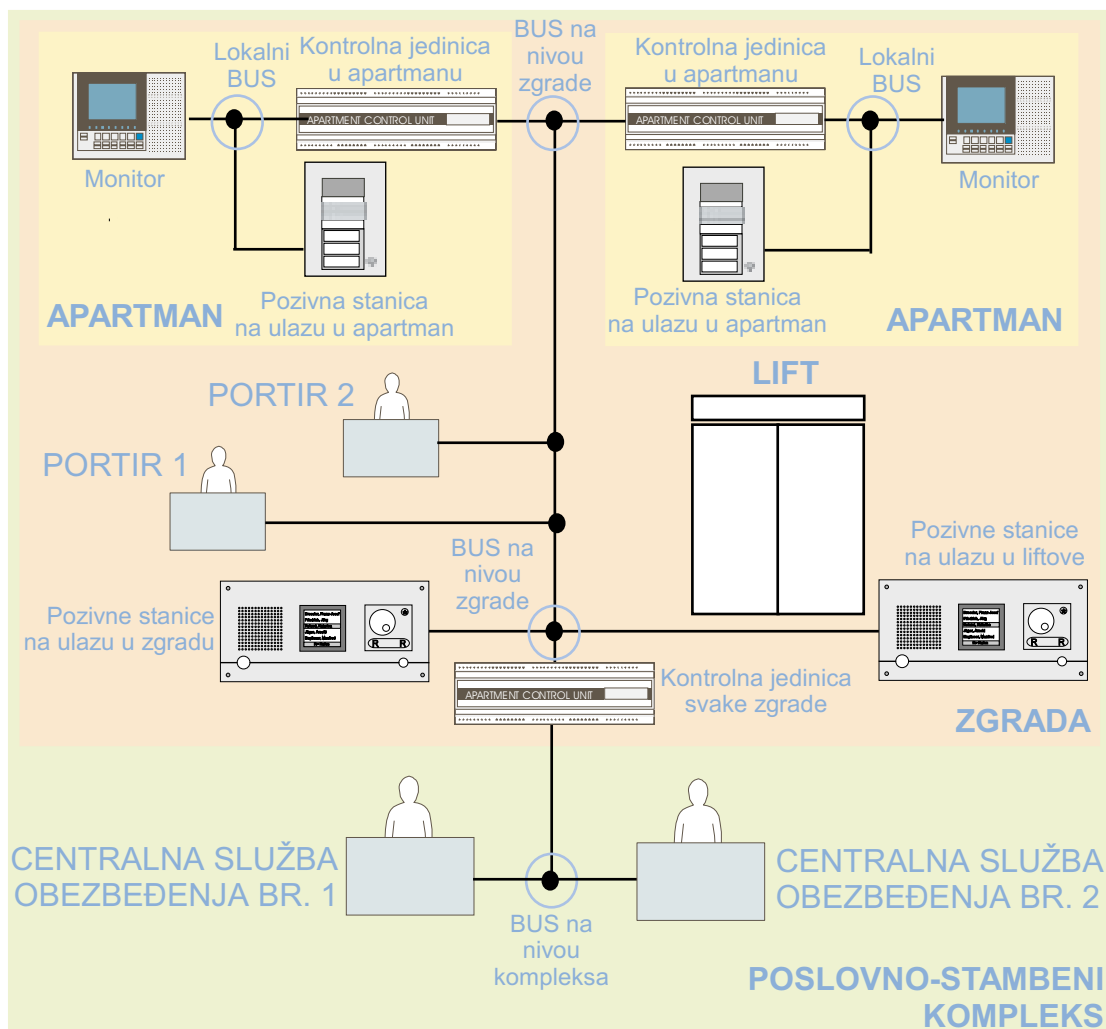 Lokalni
BUS
Kontrolna jedinica
u apartmanu
BUS na
nivou
zgrade
Kontrolna jedinica
u apartmanu
Lokalni
BUS
APARTMENT CONTROL UNIT
APARTMENT CONTROL UNIT
Monitor
Monitor
Pozivna stanica
na ulazu u apartman
APARTMAN
Pozivna stanica
na ulazu u apartman
APARTMAN
LIFT
PORTIR 2
PORTIR 1
BUS na
nivou
zgrade
Pozivne stanice
na ulazu u liftove
Pozivne stanice
na ulazu u zgradu
R R
R R
APARTMENT CONTROL UNIT
Kontrolna jedinica
svake zgrade
ZGRADA
CENTRALNA SLUŽBA
OBEZBEĐENJA BR. 1
CENTRALNA SLUŽBA
OBEZBEĐENJA BR. 2
BUS na
nivou
kompleksa
POSLOVNO-STAMBENI
KOMPLEKS